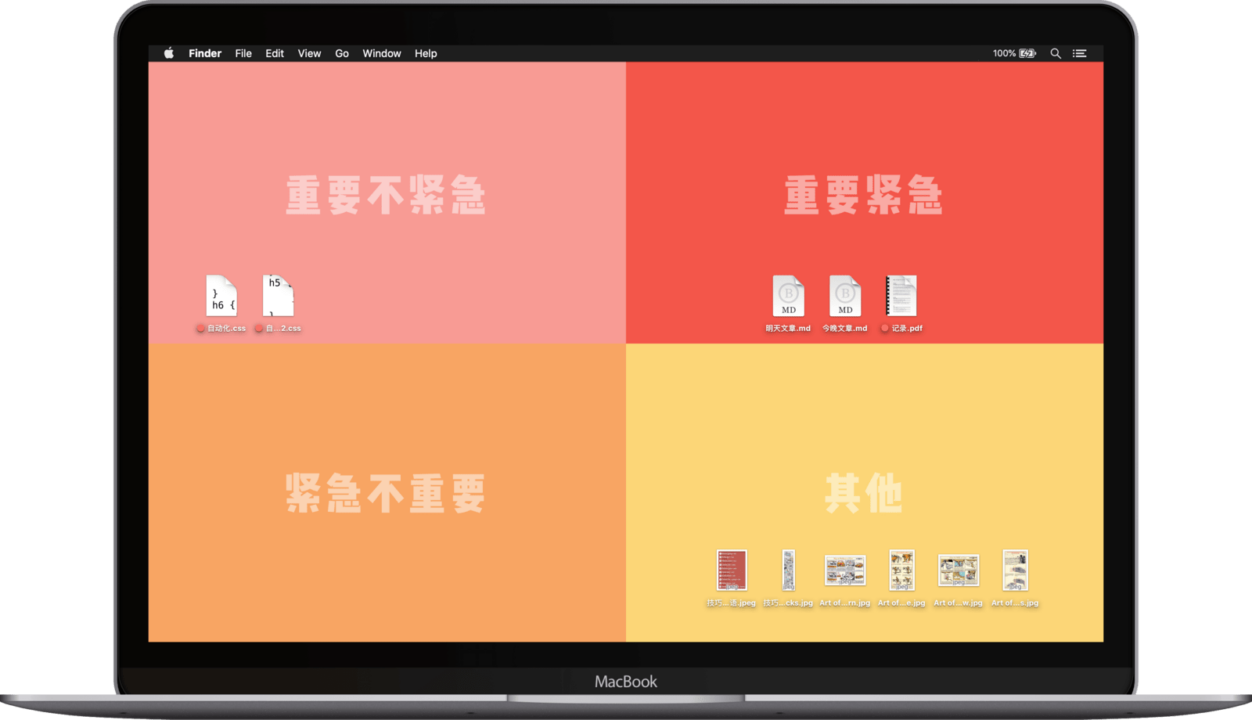 Finder File Edit View Go Window Help 100%
重要不紧急
重要紧急
h5
}
h6 {
}
MD
MD
自动化.css
自...2.css
明天文章.md
今晚文章.md
记录.pdf
紧急不重要
其他
技巧...道.jpeg
技巧...cks.jpg
Art of...rn.jpg
Art of...e.jpg
Art of...w.jpg
Art of...s.jpg
MacBook